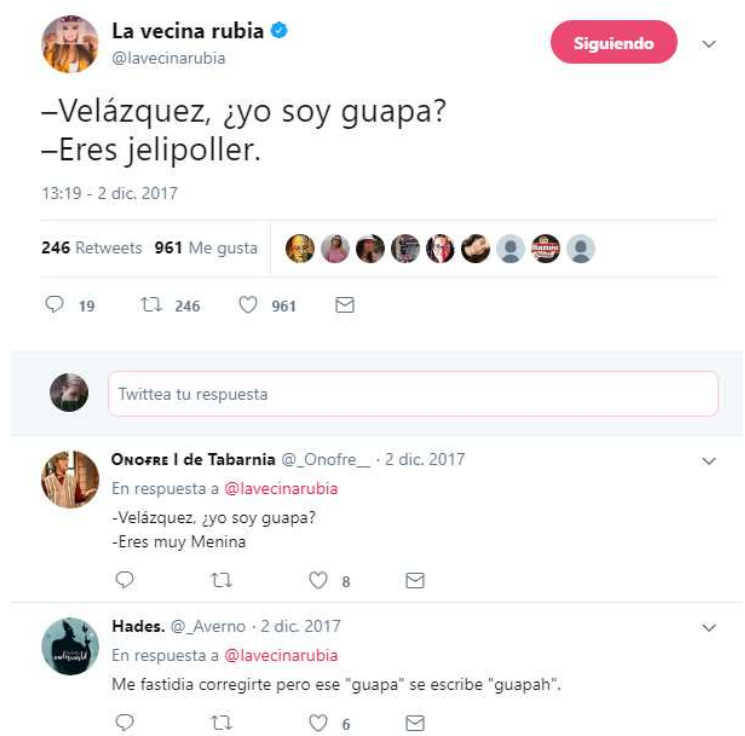 La vecina rubia
@lavecinarubia
Siguiendo
–Velázquez, ¿yo soy guapa?
–Eres jelipoller.
13:19 - 2 dic. 2017
246 Retweets 961 Me gusta
19 246 961
Twittea tu respuesta
Onofre I de Tabarnia @_Onofre__ · 2 dic. 2017
En respuesta a @lavecinarubia
-Velázquez, ¿yo soy guapa?
-Eres muy Menina
8
Hades. @_Averno · 2 dic. 2017
En respuesta a @lavecinarubia
Me fastidia corregirte pero ese "guapa" se escribe "guapah".
6